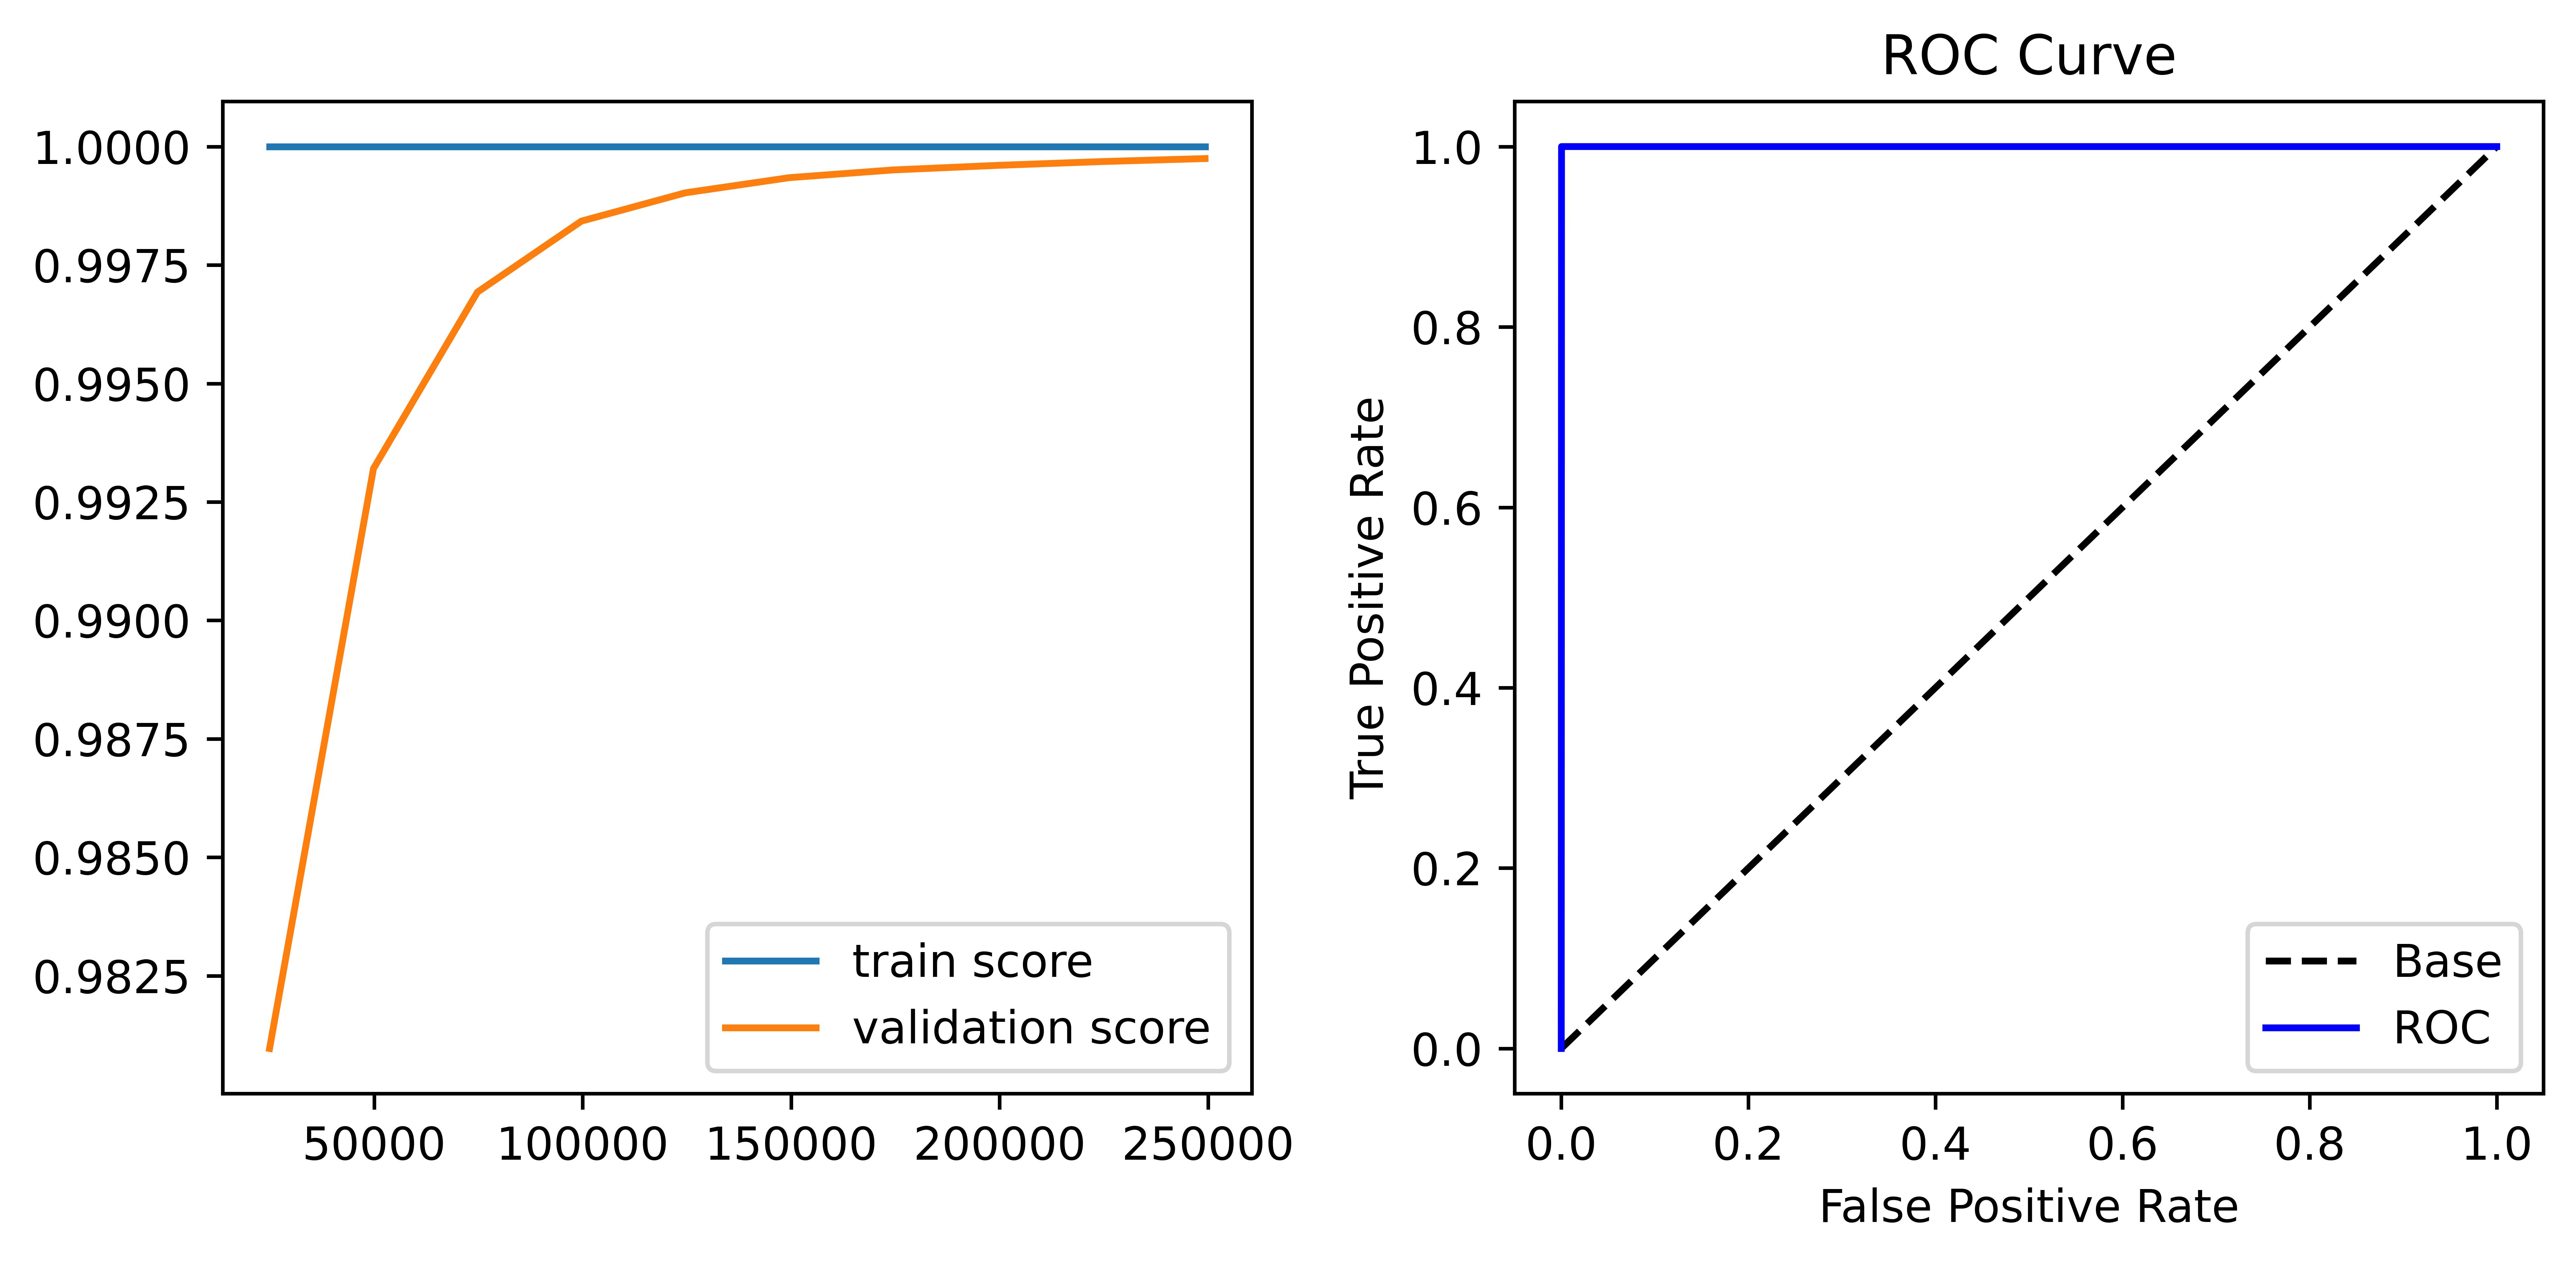 1.0000
0.9975
0.9950
0.9925
0.9900
0.9875
0.9850
0.9825
train score
validation score
50000 100000 150000 200000 250000
ROC Curve
True Positive Rate
1.0
0.8
0.6
0.4
0.2
0.0
Base
ROC
0.0 0.2 0.4 0.6 0.8 1.0
False Positive Rate